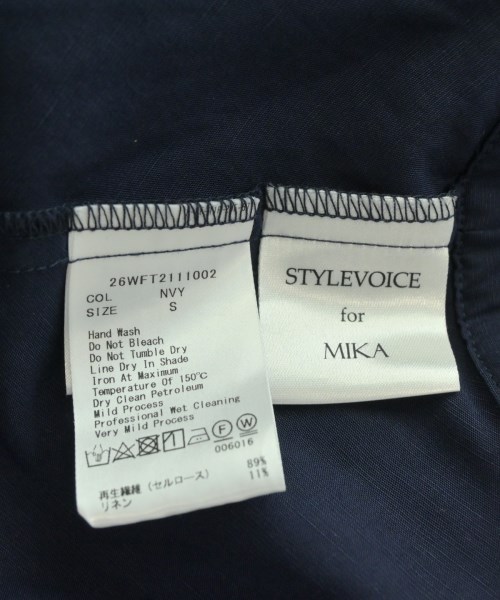 26WFT2111002
COL NVY
SIZE S
Hand Wash
Do Not Bleach
Do Not Tumble Dry
Line Dry In Shade
Iron At Maximum
Temperature Of 150℃
Dry Clean Petroleum
Mild Process
Professional Wet Cleaning
Very Mild Process
F W
006016
再生繊維(セルロース) 89%
リネン 11%
STYLEVOICE
for
MIKA